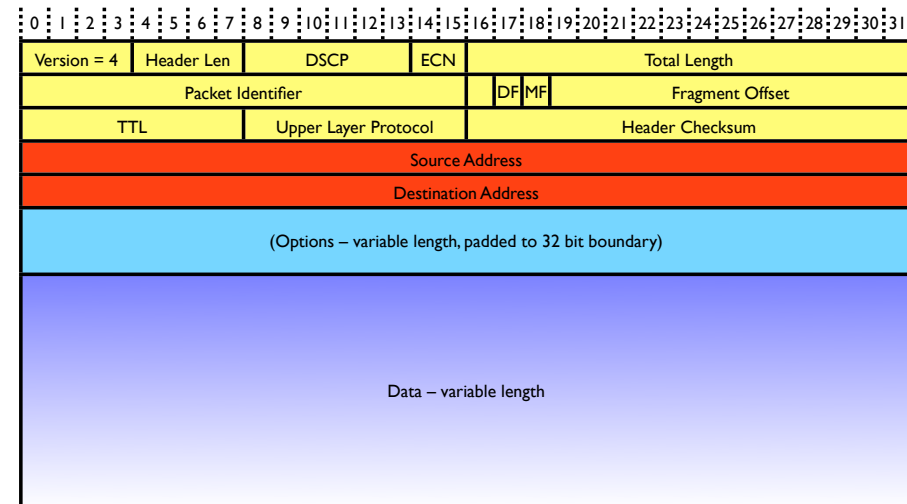 0 1 2 3 4 5 6 7 8 9 10 11 12 13 14 15 16 17 18 19 20 21 22 23 24 25 26 27 28 29 30 31
Version = 4 Header Len DSCP ECN Total Length
Packet Identifier DF MF Fragment Offset
TTL Upper Layer Protocol Header Checksum
Source Address
Destination Address
(Options – variable length, padded to 32 bit boundary)
Data – variable length